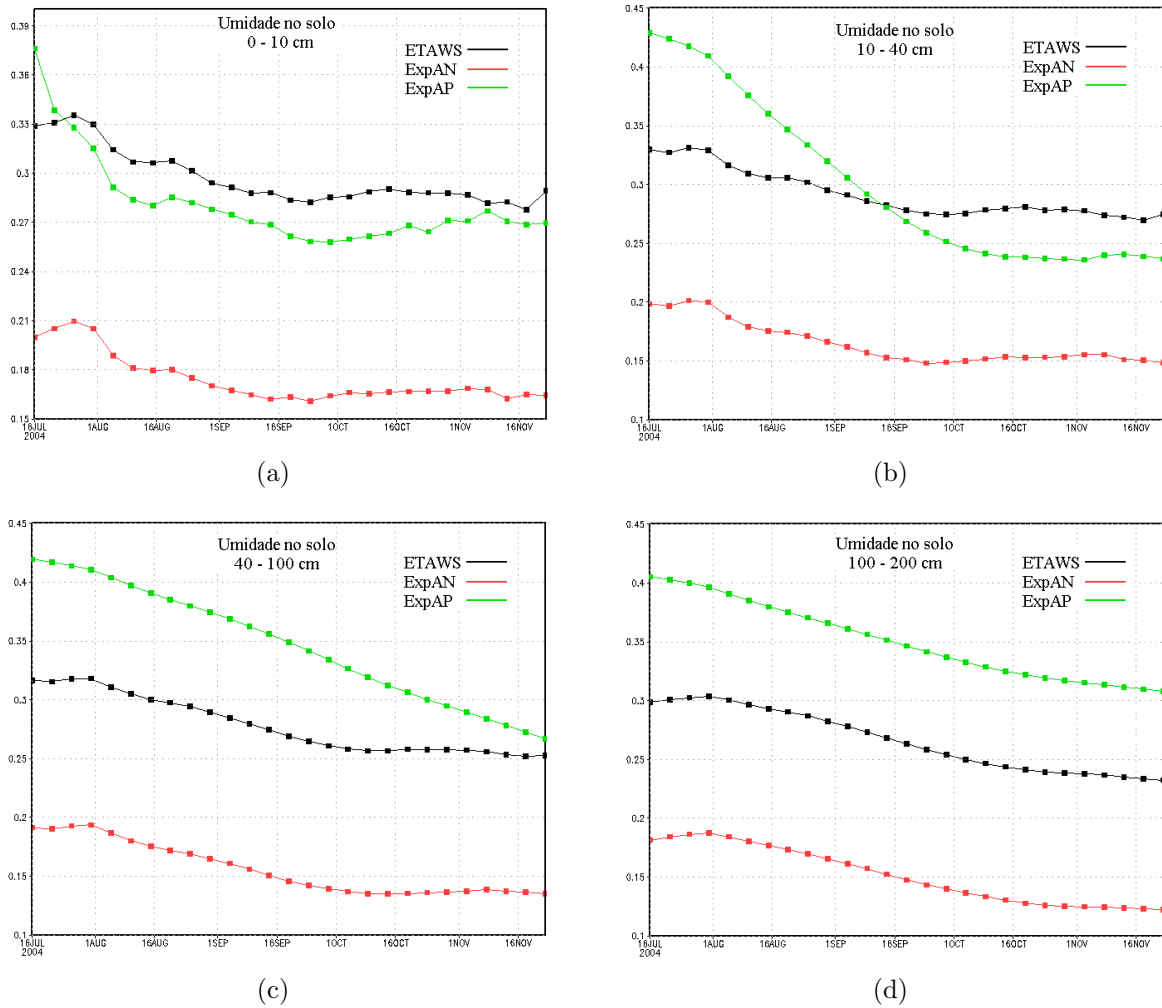 Umidade no solo
0 - 10 cm
ETAWS
ExpAN
ExpAP
0.39
0.36
0.33
0.3
0.27
0.24
0.21
0.18
0.15
16JUL 1AUG 16AUG 1SEP 16SEP 1OCT 16OCT 1NOV 16NOV
2004
(a)
Umidade no solo
10 - 40 cm
ETAWS
ExpAN
ExpAP
0.45
0.4
0.35
0.3
0.25
0.2
0.15
0.1
16JUL 1AUG 16AUG 1SEP 16SEP 1OCT 16OCT 1NOV 16NOV
2004
(b)
Umidade no solo
40 - 100 cm
ETAWS
ExpAN
ExpAP
0.45
0.4
0.35
0.3
0.25
0.2
0.15
0.1
16JUL 1AUG 16AUG 1SEP 16SEP 1OCT 16OCT 1NOV 16NOV
2004
(c)
Umidade no solo
100 - 200 cm
ETAWS
ExpAN
ExpAP
0.45
0.4
0.35
0.3
0.25
0.2
0.15
0.1
16JUL 1AUG 16AUG 1SEP 16SEP 1OCT 16OCT 1NOV 16NOV
2004
(d)